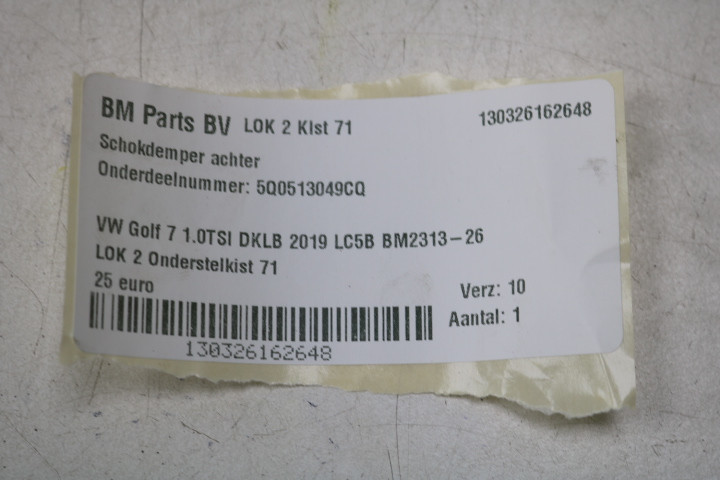 BM Parts BV LOK 2 Kist 71 130326162648
Schokdemper achter
Onderdeelnummer: 5Q0513049CQ
VW Golf 7 1.0TSI DKLB 2019 LC5B BM2313-26
LOK 2 Onderstelkist 71
25 euro Verz: 10
Aantal: 1
130326162648